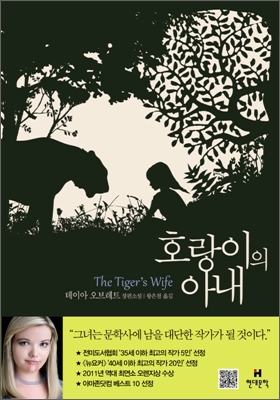 호랑이의
아내
The Tiger's Wife
테이아 오브레트 장편소설 | 왕은철 옮김
"그녀는 문학사에 남을 대단한 작가가 될 것이다."
★ 전미도서협회 '35세 이하 최고의 작가 5인' 선정
★ 《뉴요커》 '40세 이하 최고의 작가 20인' 선정
★ 2011년 역대 최연소 오렌지상 수상
★ 아마존닷컴 베스트 10 선정
H
현대문학